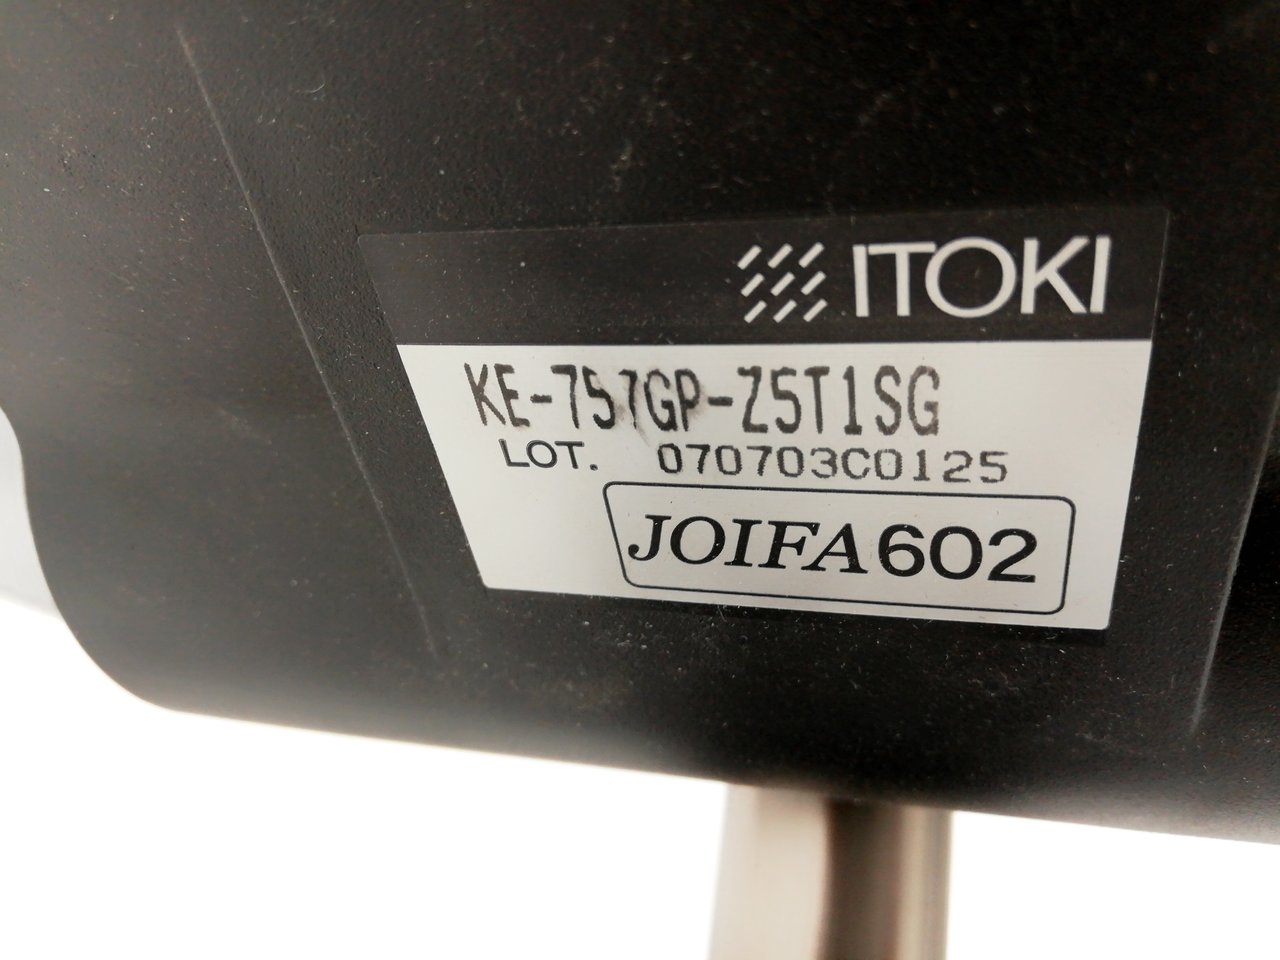 ITOKI
KE-757GP-Z5T1SG
LOT. 070703C0125
JOIFA602